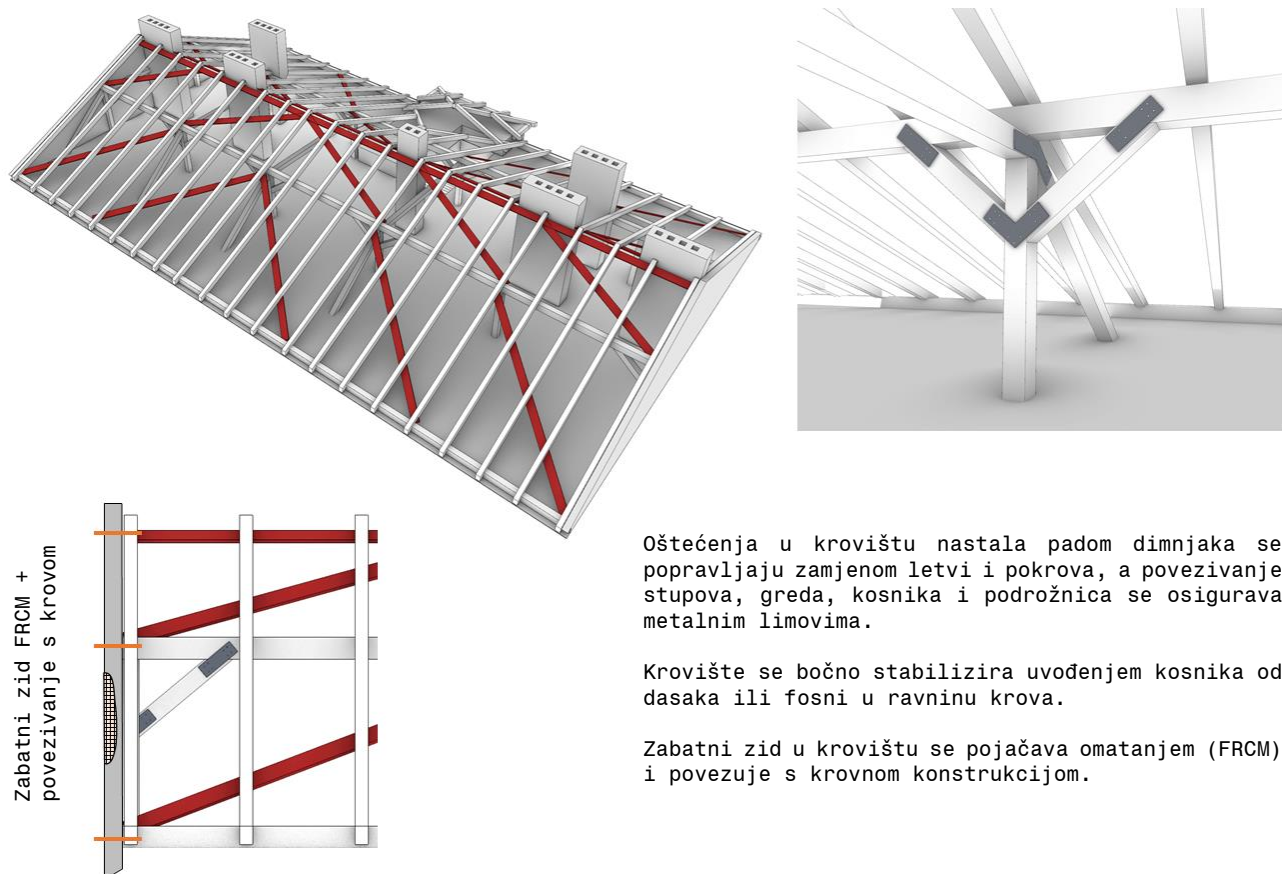 Oštećenja u krovištu nastala padom dimnjaka se
popravljaju zamjenom letvi i pokrova, a povezivanje
stupova, greda, kosnika i podrožnica se osigurava
metalnim limovima.
Krovište se bočno stabilizira uvođenjem kosnika od
dasaka ili fosni u ravninu krova.
Zabatni zid u krovištu se pojačava omatanjem (FRCM)
i povezuje s krovnom konstrukcijom.
Zabatni zid FRCM +
povezivanje s krovom